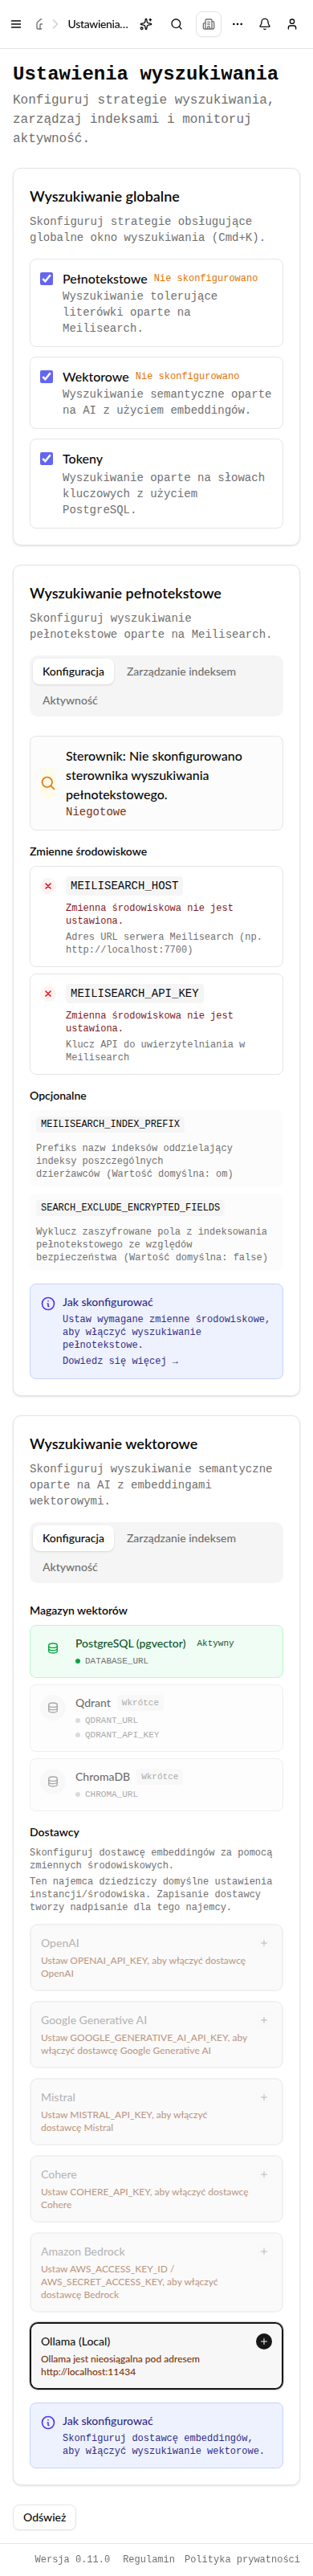 Ustawienia...
Ustawienia wyszukiwania
Konfiguruj strategie wyszukiwania,
zarządzaj indeksami i monitoruj
aktywność.
Wyszukiwanie globalne
Skonfiguruj strategie obsługujące
globalne okno wyszukiwania (Cmd+K).
Pełnotekstowe Nie skonfigurowano
Wyszukiwanie tolerujące
literówki oparte na
Meilisearch.
Wektorowe Nie skonfigurowano
Wyszukiwanie semantyczne oparte
na AI z użyciem embeddingów.
Tokeny
Wyszukiwanie oparte na słowach
kluczowych z użyciem
PostgreSQL.
Wyszukiwanie pełnotekstowe
Skonfiguruj wyszukiwanie
pełnotekstowe oparte na Meilisearch.
Konfiguracja Zarządzanie indeksem
Aktywność
Sterownik: Nie skonfigurowano
sterownika wyszukiwania
pełnotekstowego.
Niegotowe
Zmienne środowiskowe
MEILISEARCH_HOST
Zmienna środowiskowa nie jest
ustawiona.
Adres URL serwera Meilisearch (np.
http://localhost:7700)
MEILISEARCH_API_KEY
Zmienna środowiskowa nie jest
ustawiona.
Klucz API do uwierzytelniania w
Meilisearch
Opcjonalne
MEILISEARCH_INDEX_PREFIX
Prefiks nazw indeksów oddzielający
indeksy poszczególnych
dzierżawców (Wartość domyślna: om)
SEARCH_EXCLUDE_ENCRYPTED_FIELDS
Wyklucz zaszyfrowane pola z indeksowania
pełnotekstowego ze względów
bezpieczeństwa (Wartość domyślna: false)
Jak skonfigurować
Ustaw wymagane zmienne środowiskowe,
aby włączyć wyszukiwanie
pełnotekstowe.
Dowiedz się więcej →
Wyszukiwanie wektorowe
Skonfiguruj wyszukiwanie semantyczne
oparte na AI z embeddingami
wektorowymi.
Konfiguracja Zarządzanie indeksem
Aktywność
Magazyn wektorów
PostgreSQL (pgvector) Aktywny
DATABASE_URL
Qdrant Wkrótce
QDRANT_URL
QDRANT_API_KEY
ChromaDB Wkrótce
CHROMA_URL
Dostawcy
Skonfiguruj dostawcę embeddingów za pomocą
zmiennych środowiskowych.
Ten najemca dziedziczy domyślne ustawienia
instancji/środowiska. Zapisanie dostawcy
tworzy nadpisanie dla tego najemcy.
OpenAI
Ustaw OPENAI_API_KEY, aby włączyć dostawcę
OpenAI
Google Generative AI
Ustaw GOOGLE_GENERATIVE_AI_API_KEY, aby
włączyć dostawcę Google Generative AI
Mistral
Ustaw MISTRAL_API_KEY, aby włączyć
dostawcę Mistral
Cohere
Ustaw COHERE_API_KEY, aby włączyć dostawcę
Cohere
Amazon Bedrock
Ustaw AWS_ACCESS_KEY_ID /
AWS_SECRET_ACCESS_KEY, aby włączyć
dostawcę Bedrock
Ollama (Local)
Ollama jest nieosiągalna pod adresem
http://localhost:11434
Jak skonfigurować
Skonfiguruj dostawcę embeddingów,
aby włączyć wyszukiwanie wektorowe.
Odśwież
Wersja 0.11.0 Regulamin Polityka prywatności